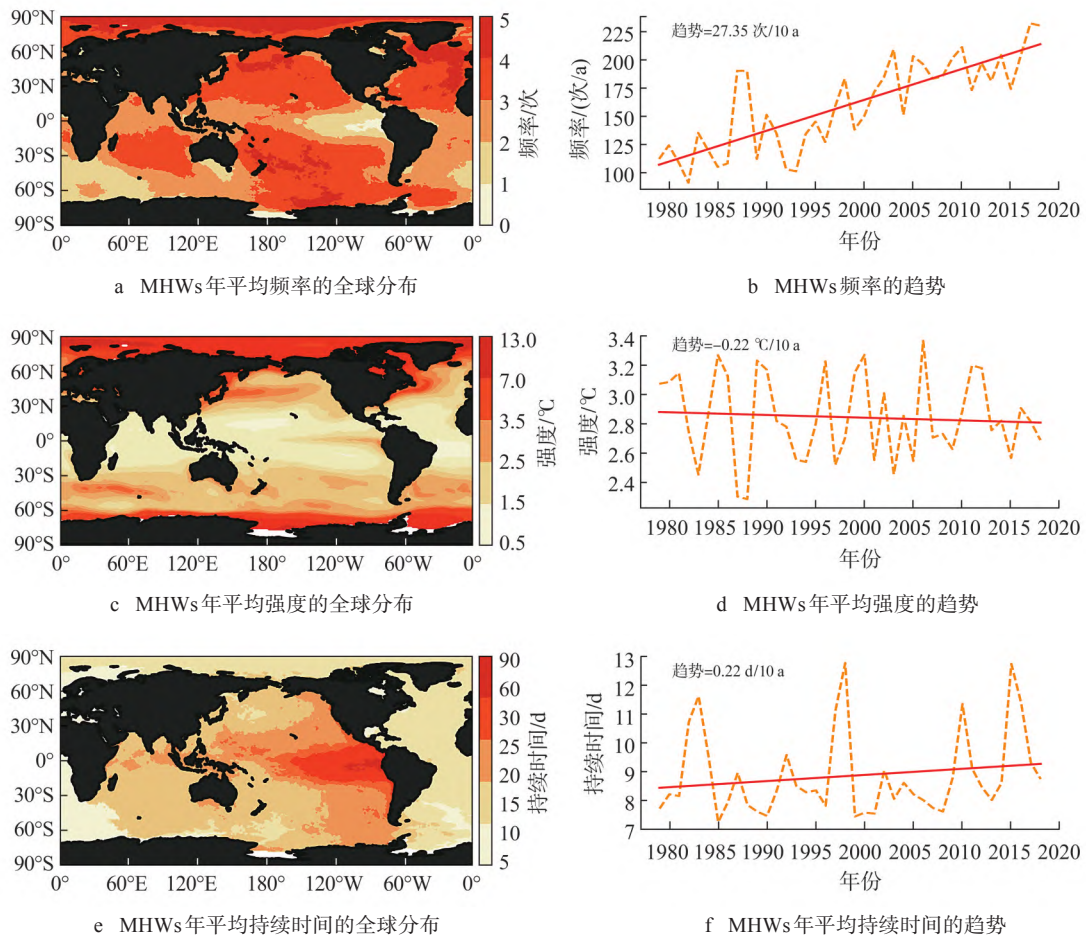 90°N
60°N
30°N
0°
30°S
60°S
90°S
0° 60°E 120°E 180° 120°W 60°W 0°
5
4
3
2
1
0
频率/次
a MHWs年平均频率的全球分布
趋势=27.35 次/10 a
225
200
175
150
125
100
频率/(次/a)
1980 1985 1990 1995 2000 2005 2010 2015 2020
年份
b MHWs频率的趋势
90°N
60°N
30°N
0°
30°S
60°S
90°S
0° 60°E 120°E 180° 120°W 60°W 0°
13.0
7.0
3.5
2.5
1.5
0.5
强度/℃
c MHWs年平均强度的全球分布
趋势=−0.22 ℃/10 a
3.4
3.2
2.8
2.6
2.4
强度/℃
1980 1985 1990 1995 2000 2005 2010 2015 2020
年份
d MHWs年平均强度的趋势
90°N
60°N
30°N
0°
30°S
60°S
90°S
0° 60°E 120°E 180° 120°W 60°W 0°
90
60
30
25
20
15
10
5
持续时间/d
e MHWs年平均持续时间的全球分布
趋势=0.22 d/10 a
13
12
11
10
9
8
7
持续时间/d
1980 1985 1990 1995 2000 2005 2010 2015 2020
年份
f MHWs年平均持续时间的趋势